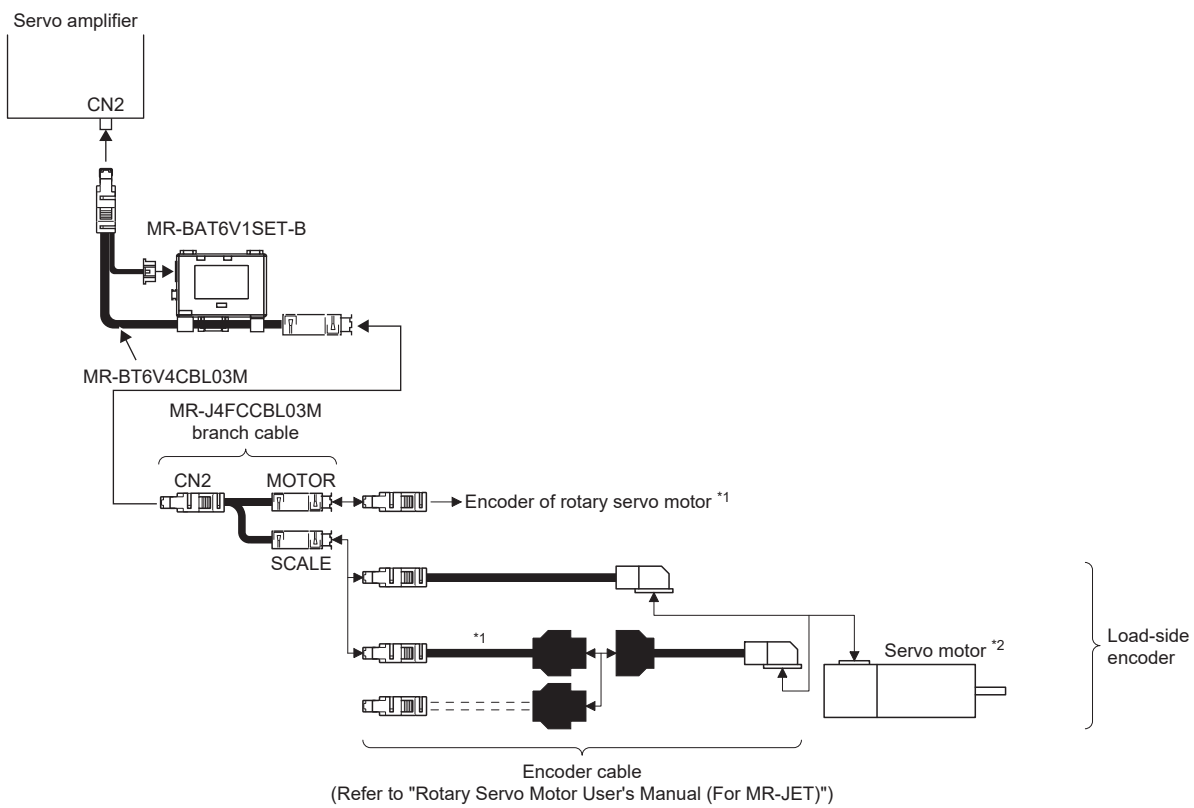 Servo amplifier
CN2
MR-BAT6V1SET-B
MR-BT6V4CBL03M
MR-J4FCCBL03M
branch cable
CN2
MOTOR
Encoder of rotary servo motor *1
SCALE
*1
Servo motor *2
Load-side
encoder
Encoder cable
(Refer to "Rotary Servo Motor User's Manual (For MR-JET)")